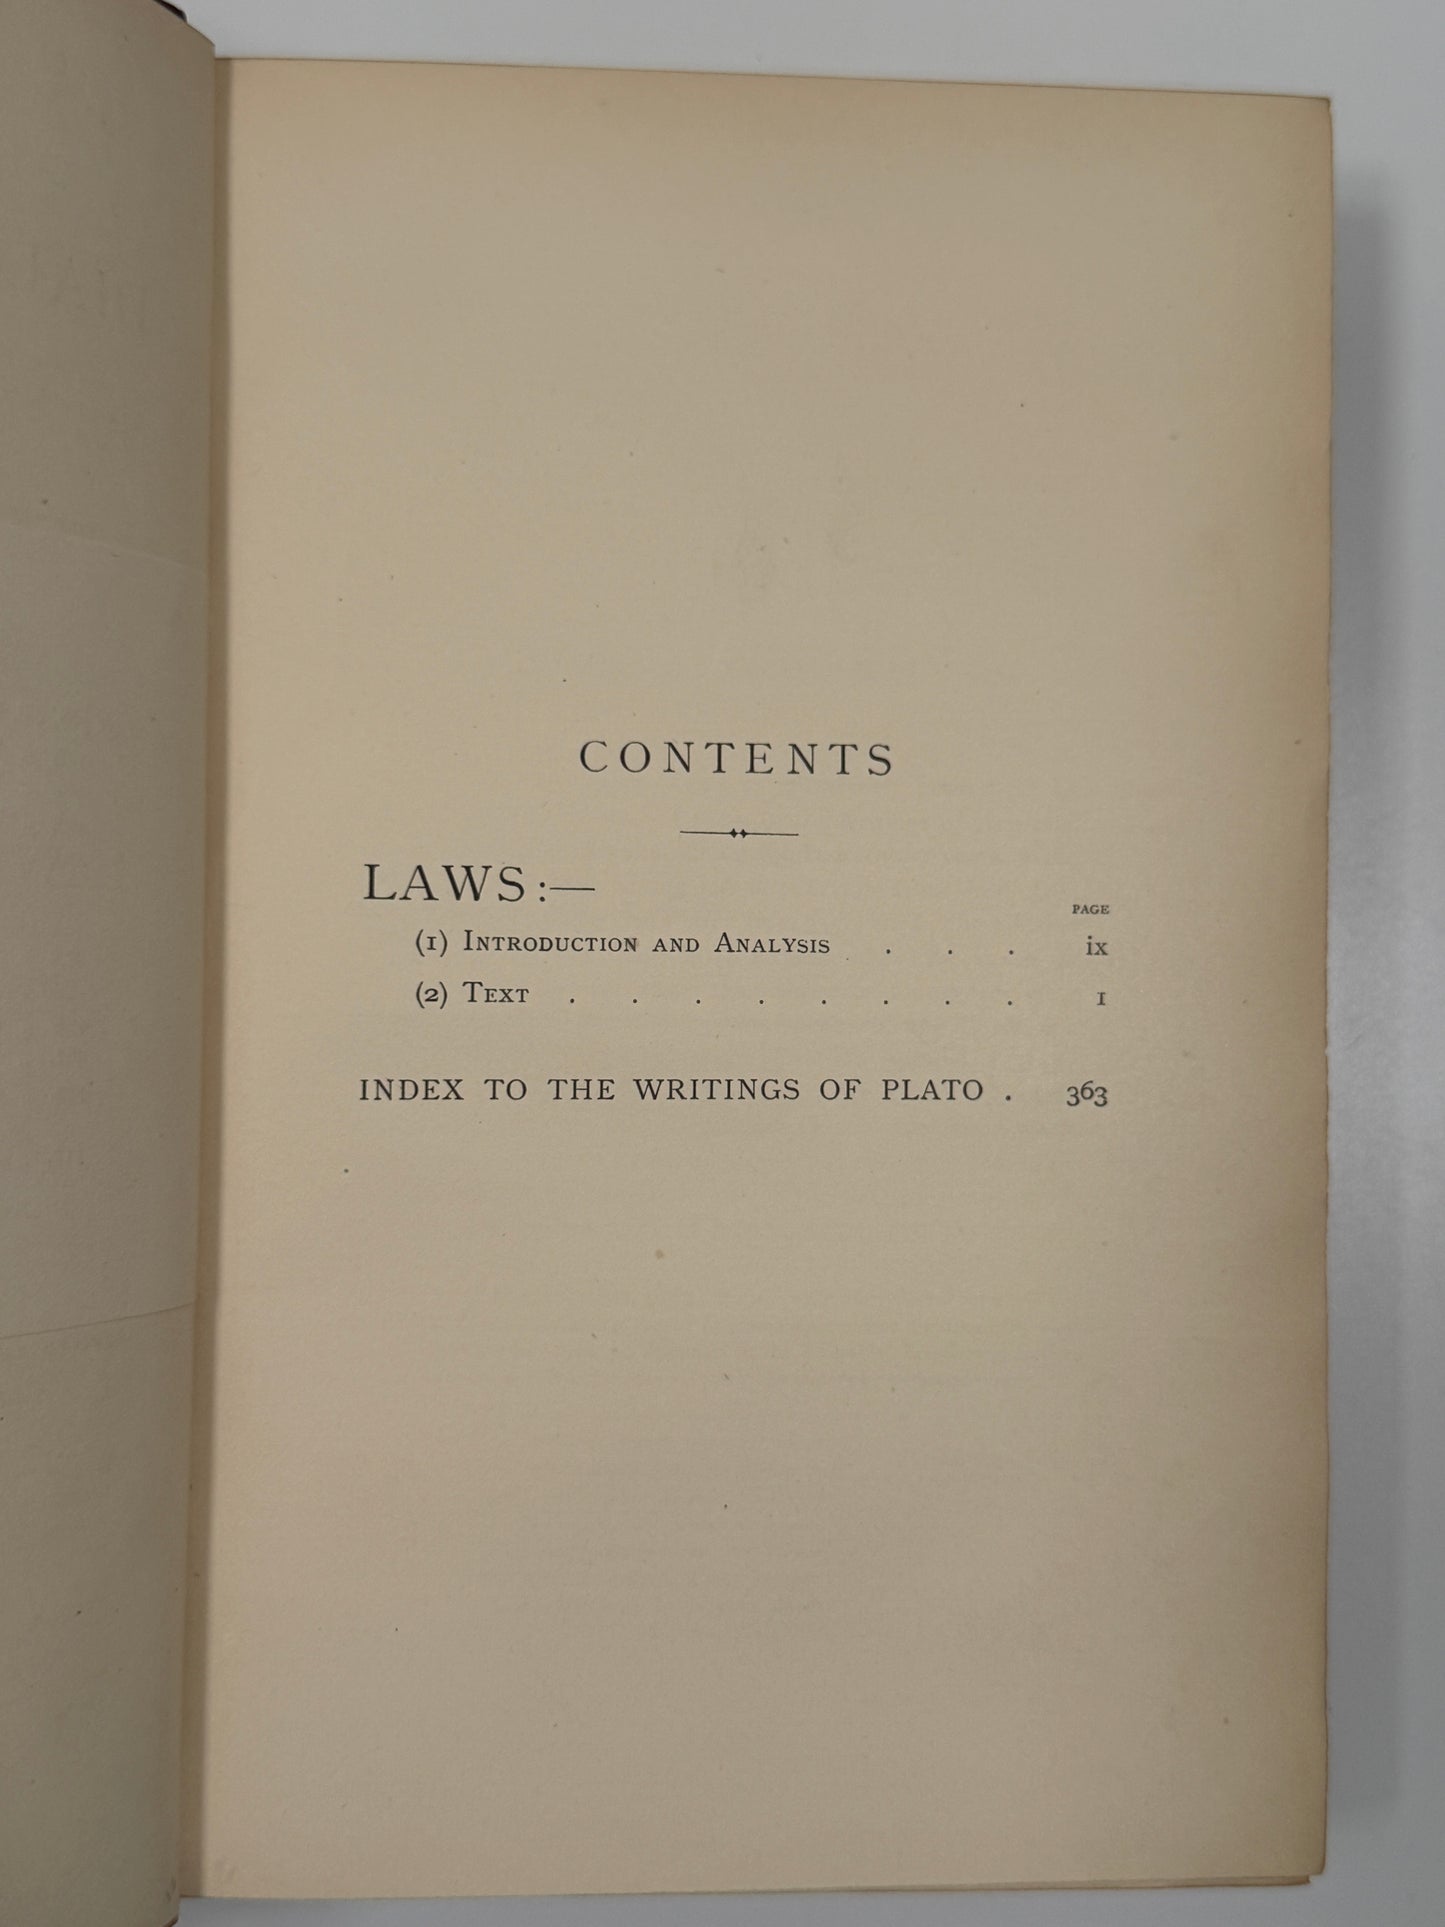 CONTENTS
LAWS:—
PAGE
(1) INTRODUCTION AND ANALYSIS . . . ix
(2) TEXT . . . . . . . . 1
INDEX TO THE WRITINGS OF PLATO . 363